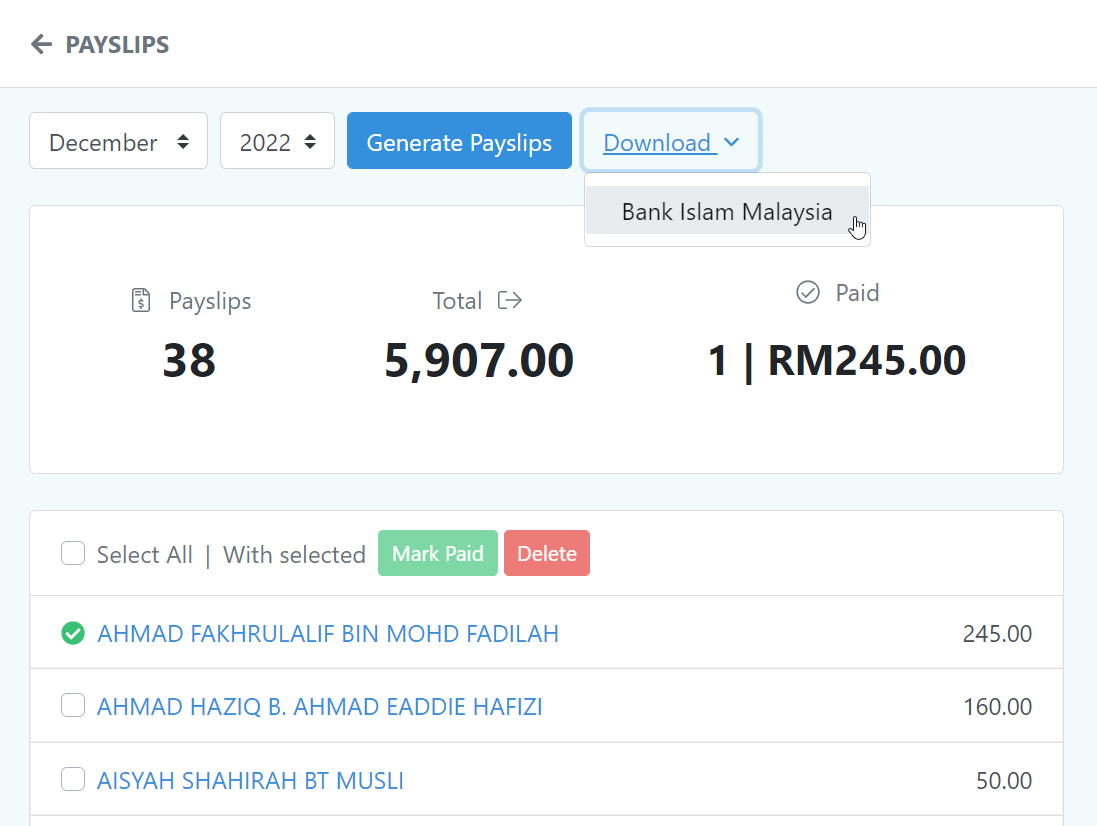 PAYSLIPS
December 2022 Generate Payslips Download
Bank Islam Malaysia
Payslips Total Paid
38 5,907.00 1 | RM245.00
Select All | With selected Mark Paid Delete
AHMAD FAKHRULALIF BIN MOHD FADILAH 245.00
AHMAD HAZIQ B. AHMAD EADDIE HAFIZI 160.00
AISYAH SHAHIRAH BT MUSLI 50.00